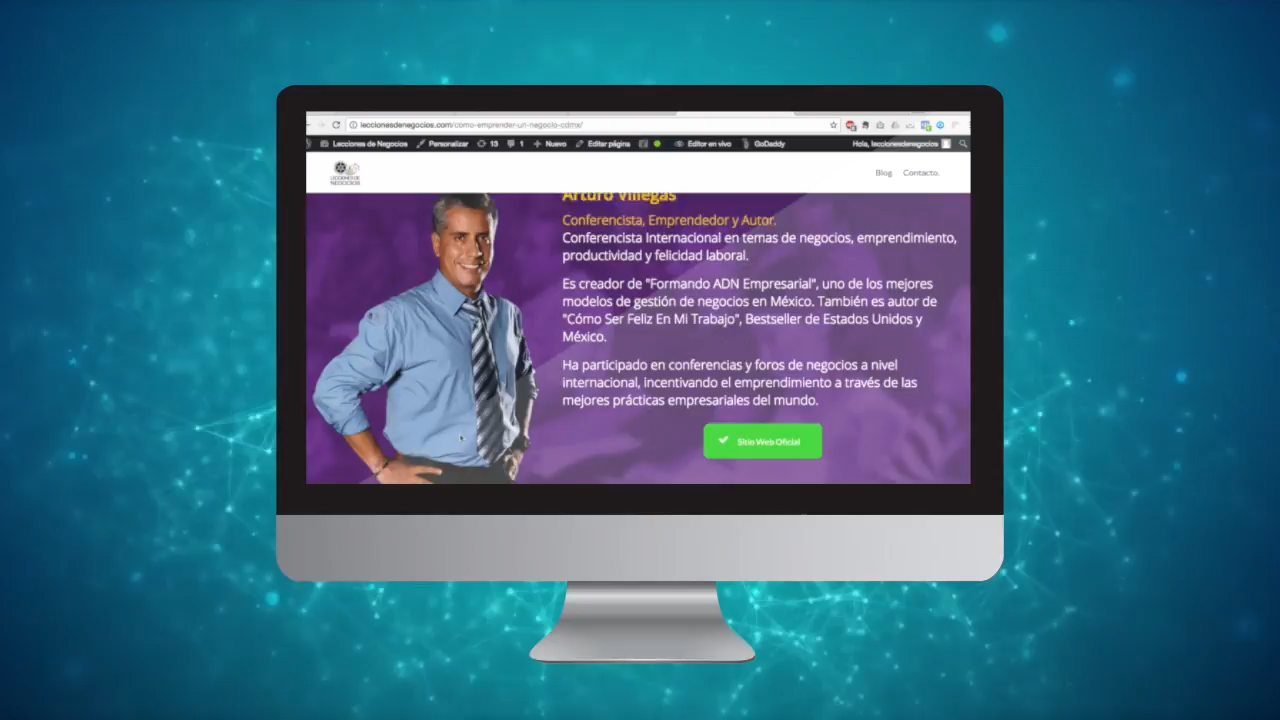 leccionesdenegocios.com/como-emprender-un-negocio-cdmx/
Lecciones de Negocios Personalizar 13 1 Nuevo Editar página Editor en vivo GoDaddy Hola, leccionesdenegocios
LECCIONES DE
NEGOCIOS
Blog Contacto.
Arturo Villegas
Conferencista, Emprendedor y Autor.
Conferencista Internacional en temas de negocios, emprendimiento,
productividad y felicidad laboral.
Es creador de "Formando ADN Empresarial", uno de los mejores
modelos de gestión de negocios en México. También es autor de
"Cómo Ser Feliz En Mi Trabajo", Bestseller de Estados Unidos y
México.
Ha participado en conferencias y foros de negocios a nivel
internacional, incentivando el emprendimiento a través de las
mejores prácticas empresariales del mundo.
Sitio Web Oficial